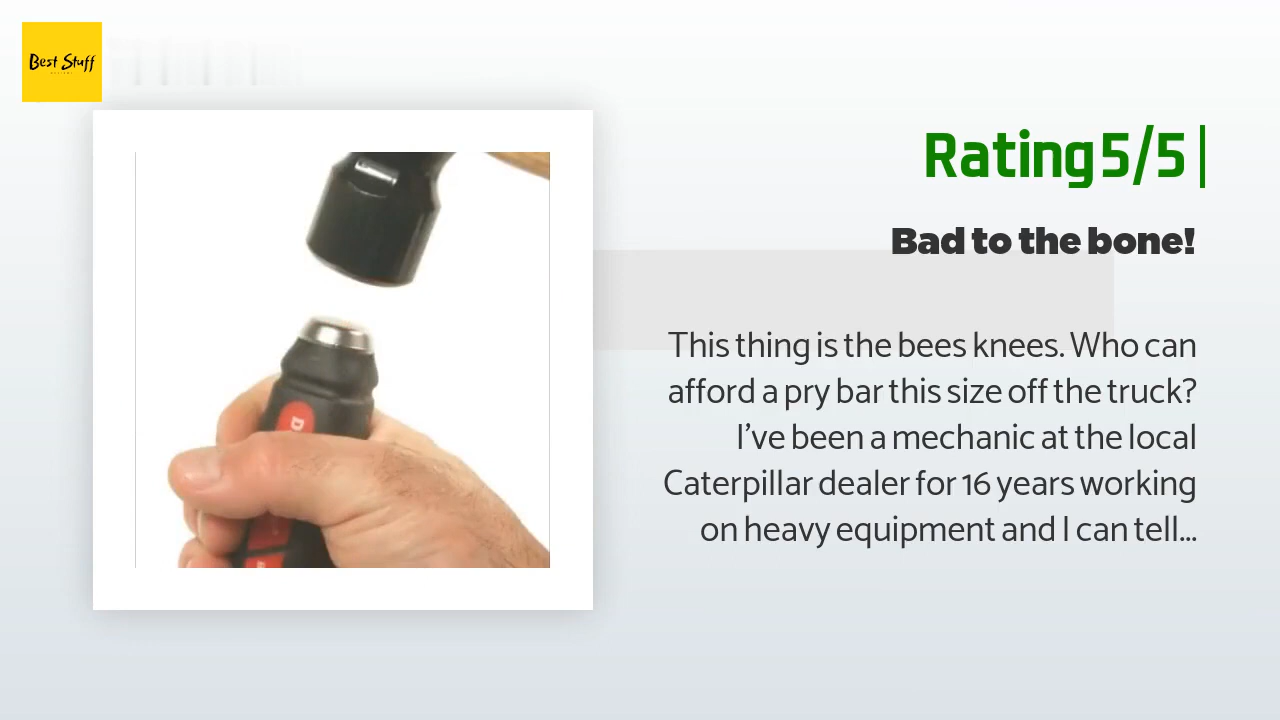 Best Stuff
Rating 5/5
Bad to the bone!
This thing is the bees knees. Who can
afford a pry bar this size off the truck?
I've been a mechanic at the local
Caterpillar dealer for 16 years working
on heavy equipment and I can tell...